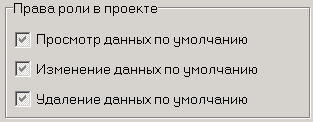 Права роли в проекте
Просмотр данных по умолчанию
Изменение данных по умолчанию
Удаление данных по умолчанию